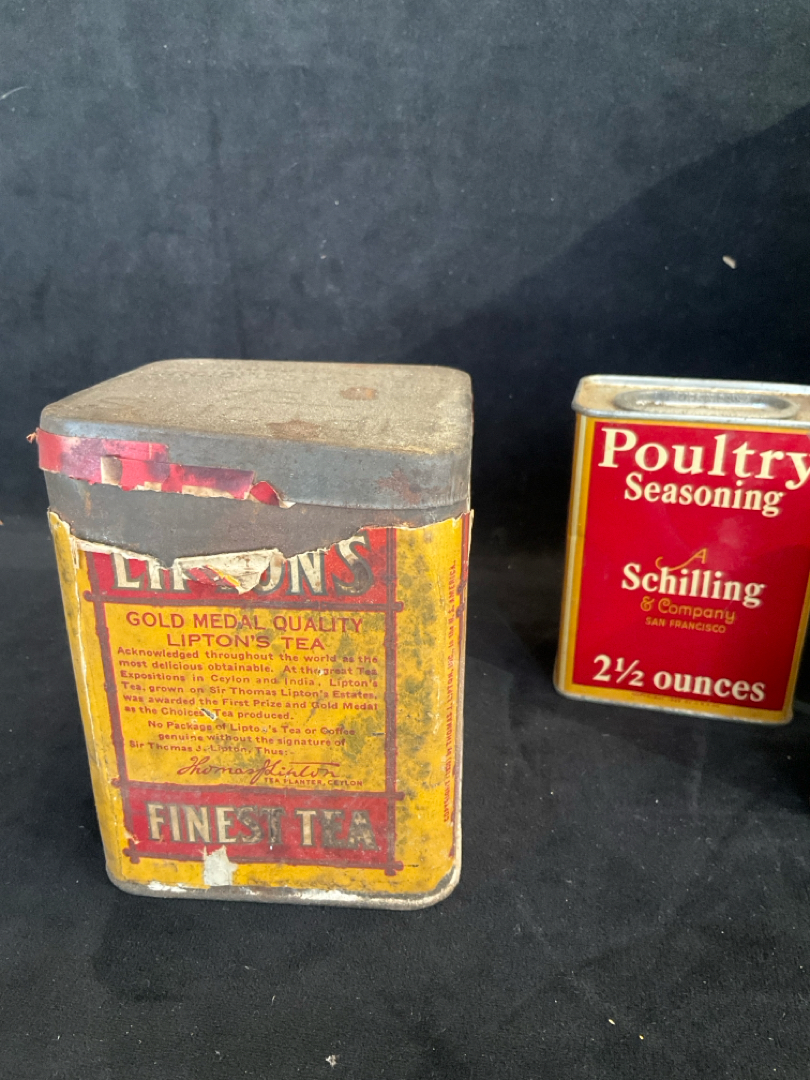 LIPTON'S
GOLD MEDAL QUALITY
LIPTON'S TEA
Acknowledged throughout the world as the
most delicious obtainable. At the great Tea
Expositions in Ceylon and India, Lipton's
Tea, grown on Sir Thomas Lipton's Estates,
was awarded the First Prize and Gold Medal
as the Choicest Tea produced.
No Package of Lipton's Tea or Coffee
genuine without the signature of
Sir Thomas J. Lipton, Thus:-
Thomas J Lipton
TEA PLANTER, CEYLON
FINEST TEA
Poultry
Seasoning
A
Schilling
& Company
SAN FRANCISCO
2½ ounces